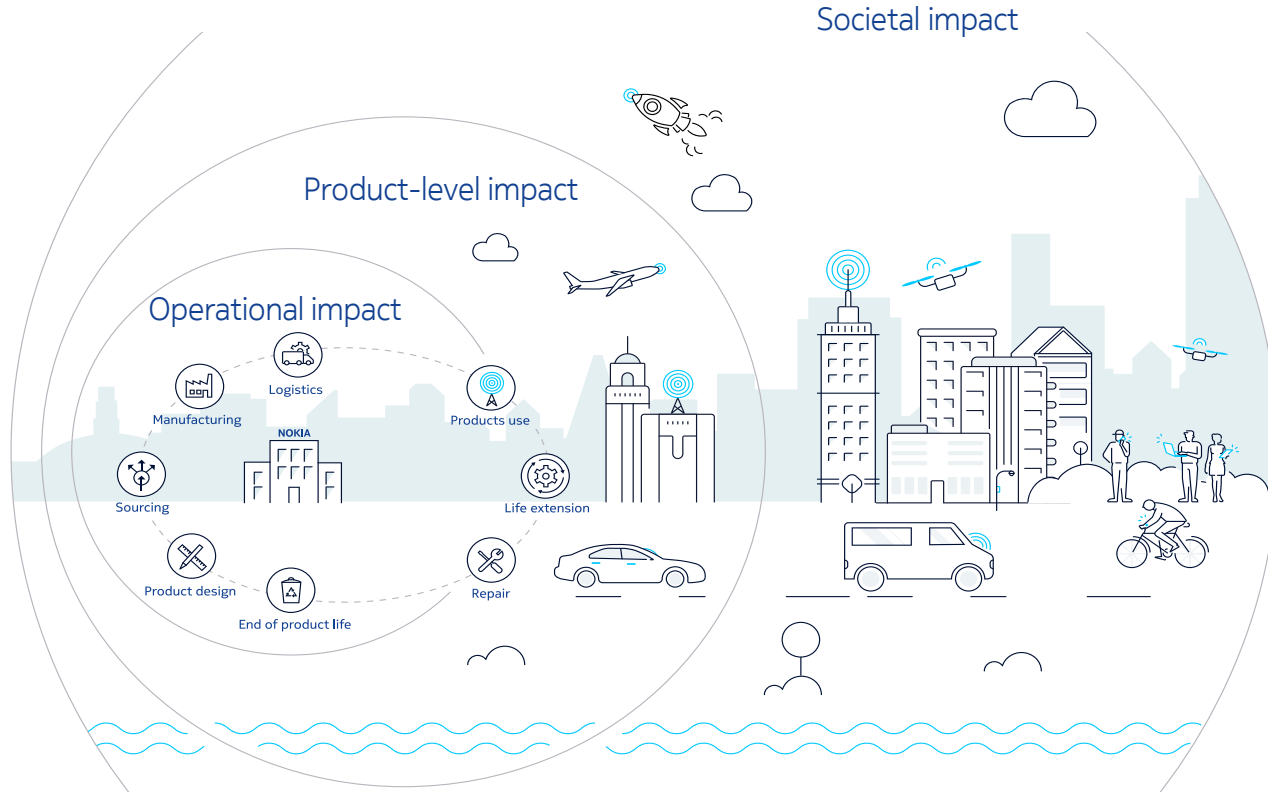 Societal impact
Product-level impact
Operational impact
Logistics
Manufacturing
Products use
NOKIA
Sourcing
Life extension
Product design
Repair
End of product life